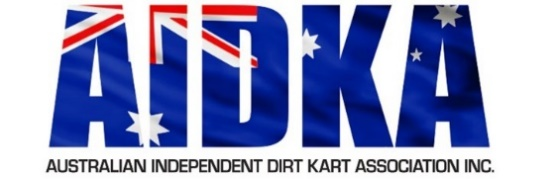 AIDKA
AUSTRALIAN INDEPENDENT DIRT KART ASSOCIATION INC.